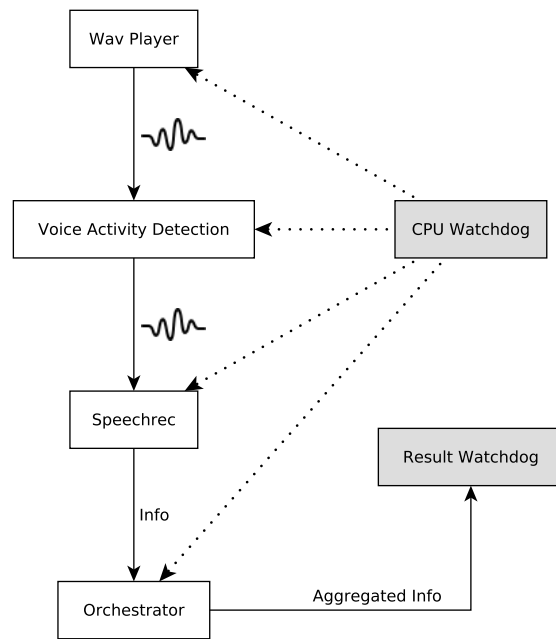 Wav Player
Voice Activity Detection
CPU Watchdog
Speechrec
Result Watchdog
Info
Aggregated Info
Orchestrator